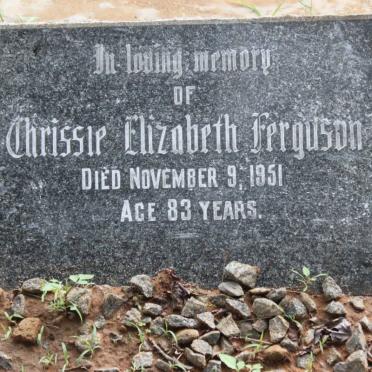 In loving memory
OF
Chrissie Elizabeth Ferguson
DIED NOVEMBER 9, 1951
AGE 83 YEARS.